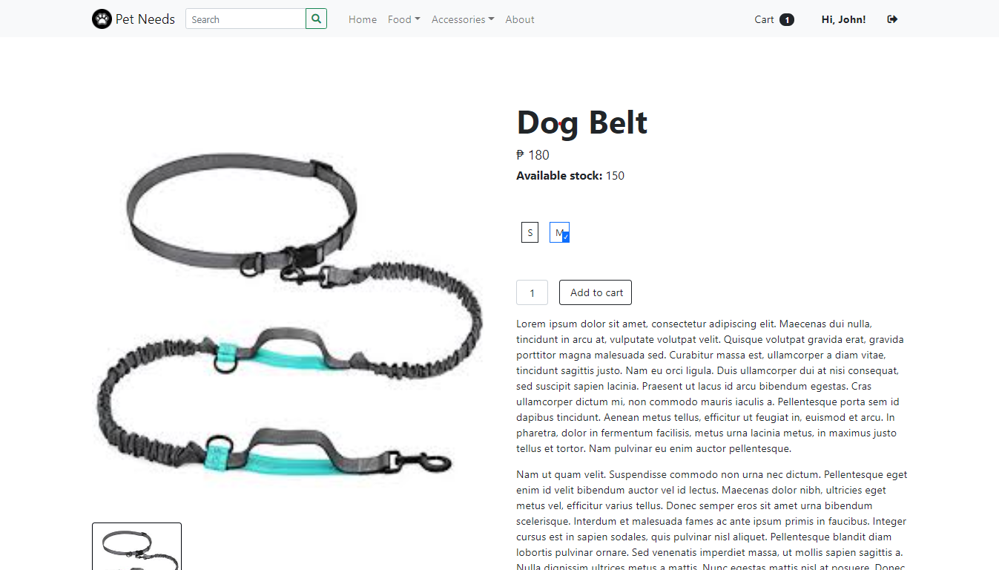 Pet Needs Search Home Food Accessories About Cart 1 Hi, John!
Dog Belt
₱ 180
Available stock: 150
S M
1 Add to cart
Lorem ipsum dolor sit amet, consectetur adipiscing elit. Maecenas dui nulla,
tincidunt in arcu at, vulputate volutpat velit. Quisque volutpat gravida erat, gravida
porttitor magna malesuada sed. Curabitur massa est, ullamcorper a diam vitae,
tincidunt sagittis justo. Nam eu orci ligula. Duis ullamcorper dui at nisi consequat,
sed suscipit sapien lacinia. Praesent ut lacus id arcu bibendum egestas. Cras
ullamcorper dictum mi, non commodo mauris iaculis a. Pellentesque porta sem id
dapibus tincidunt. Aenean metus tellus, efficitur ut feugiat in, euismod et arcu. In
pharetra, dolor in fermentum facilisis, metus urna lacinia metus, in maximus justo
tellus et tortor. Nam pulvinar eu enim auctor pellentesque.
Nam ut quam velit. Suspendisse commodo non urna nec dictum. Pellentesque eget
enim id velit bibendum auctor vel id lectus. Maecenas dolor nibh, ultricies eget
metus vel, efficitur varius tellus. Donec semper eros sit amet urna bibendum
scelerisque. Interdum et malesuada fames ac ante ipsum primis in faucibus. Integer
cursus est in sapien sodales, quis pulvinar nisl aliquet. Pellentesque blandit diam
lobortis pulvinar ornare. Sed venenatis imperdiet massa, ut mollis sapien sagittis a.
Nulla dignissim ultrices metus a mattis. Nunc egestas mattis nisl at posuere. Donec